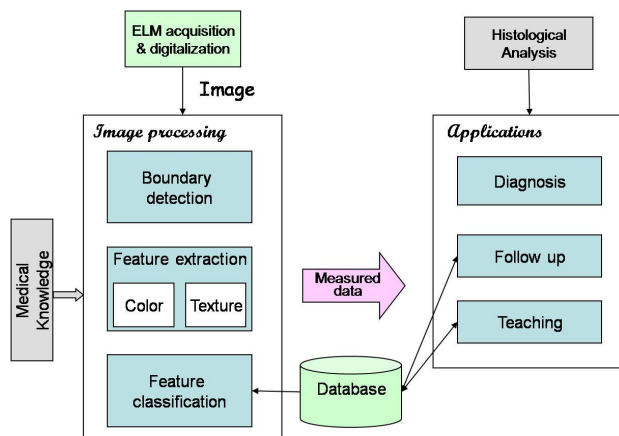 ELM acquisition
& digitalization
Histological
Analysis
Image
Image processing
Applications
Boundary
detection
Diagnosis
Medical
Knowledge
Feature extraction
Color
Texture
Measured
data
Follow up
Teaching
Feature
classification
Database